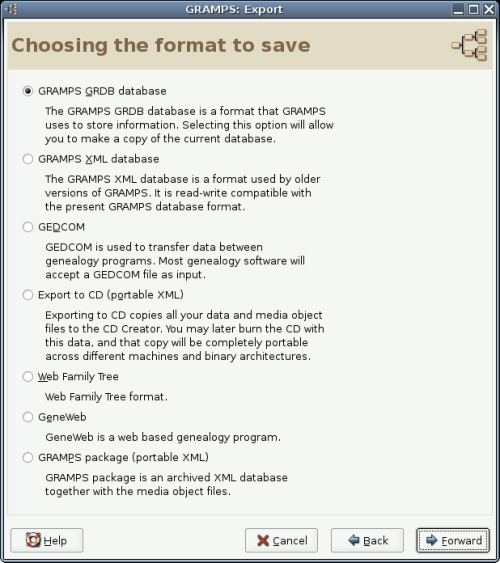 GRAMPS: Export
Choosing the format to save
GRAMPS GRDB database
The GRAMPS GRDB database is a format that GRAMPS
uses to store information. Selecting this option will allow
you to make a copy of the current database.
GRAMPS XML database
The GRAMPS XML database is a format used by older
versions of GRAMPS. It is read-write compatible with
the present GRAMPS database format.
GEDCOM
GEDCOM is used to transfer data between
genealogy programs. Most genealogy software will
accept a GEDCOM file as input.
Export to CD (portable XML)
Exporting to CD copies all your data and media object
files to the CD Creator. You may later burn the CD with
this data, and that copy will be completely portable
across different machines and binary architectures.
Web Family Tree
Web Family Tree format.
GeneWeb
GeneWeb is a web based genealogy program.
GRAMPS package (portable XML)
GRAMPS package is an archived XML database
together with the media object files.
Help Cancel Back Forward